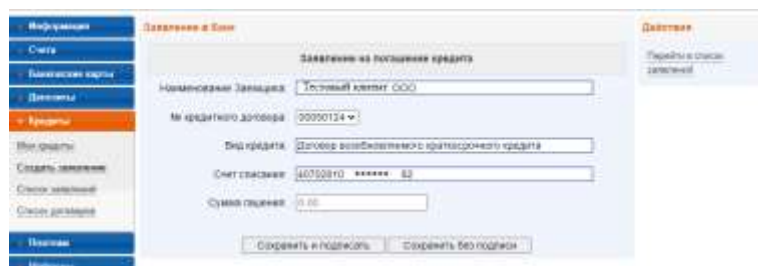 Информация
Счета
Банковские карты
Депозиты
Кредиты
Мои кредиты
Создать заявление
Список заявлений
Список договоров
Платежи
Заявление в Банк
Заявление на погашение кредита
Наименование Заемщика Тестовый клиент ООО
№ кредитного договора 00050124
Вид кредита Договор возобновляемого краткосрочного кредита
Счет списания 40702810 ****** 82
Сумма гашения 0.00
Сохранить и подписать Сохранить без подписи
Действия
Перейти к списку
заявлений